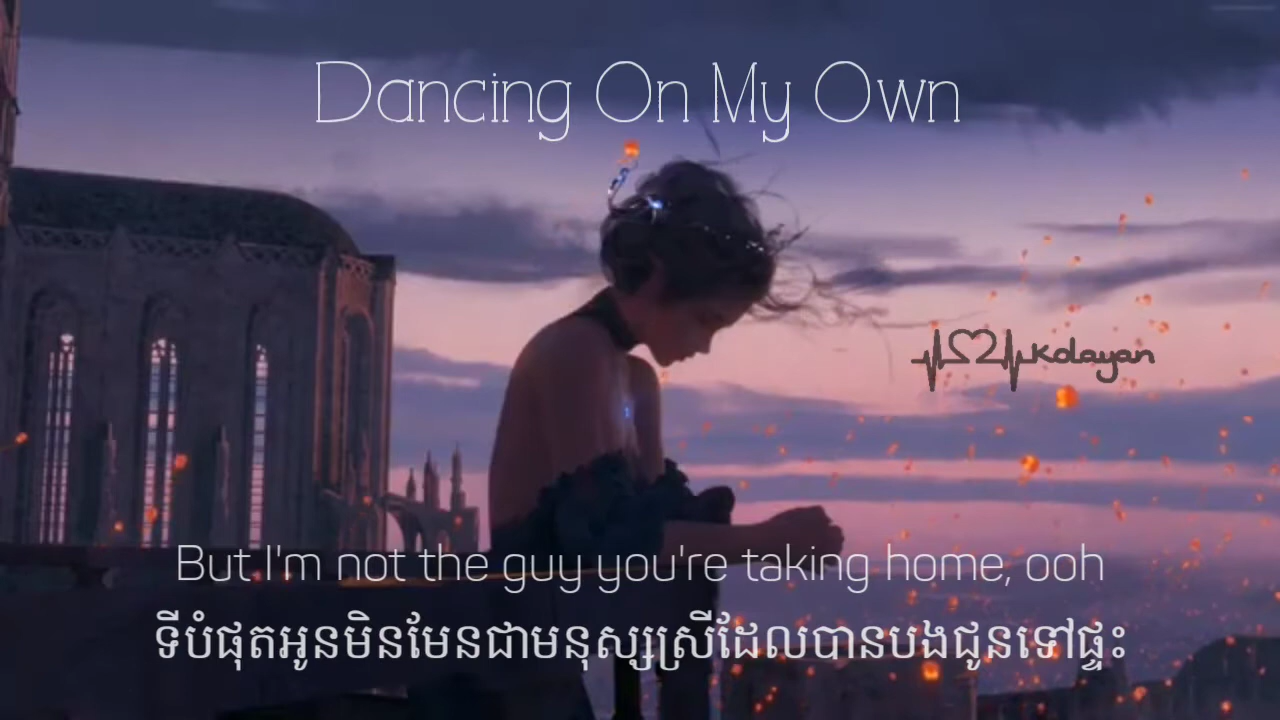 Dancing On My Own
Kolayan
But I'm not the guy you're taking home, ooh
ទីបំផុតអូនមិនមែនជាមនុស្សស្រីដែលបានបងជូនទៅផ្ទះ